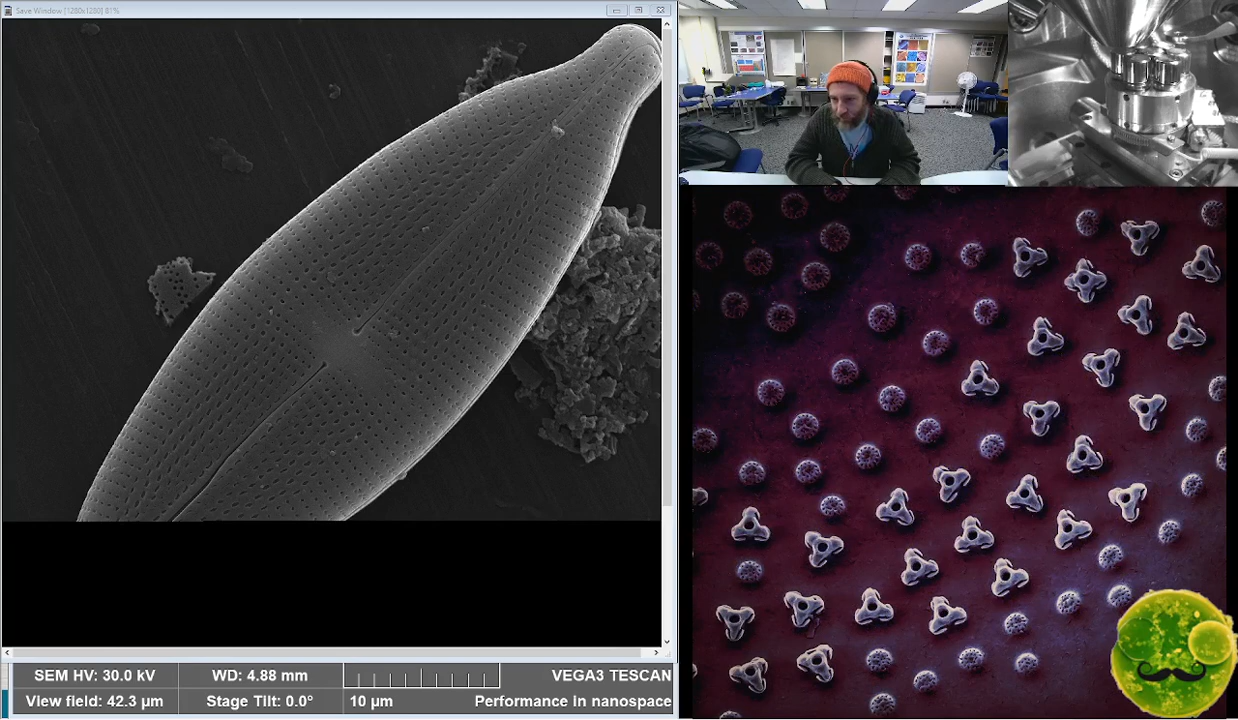 Save Window [1280x1280] 81%
SEM HV: 30.0 kV
WD: 4.88 mm
VEGA3 TESCAN
View field: 42.3 µm
Stage Tilt: 0.0°
10 µm
Performance in nanospace